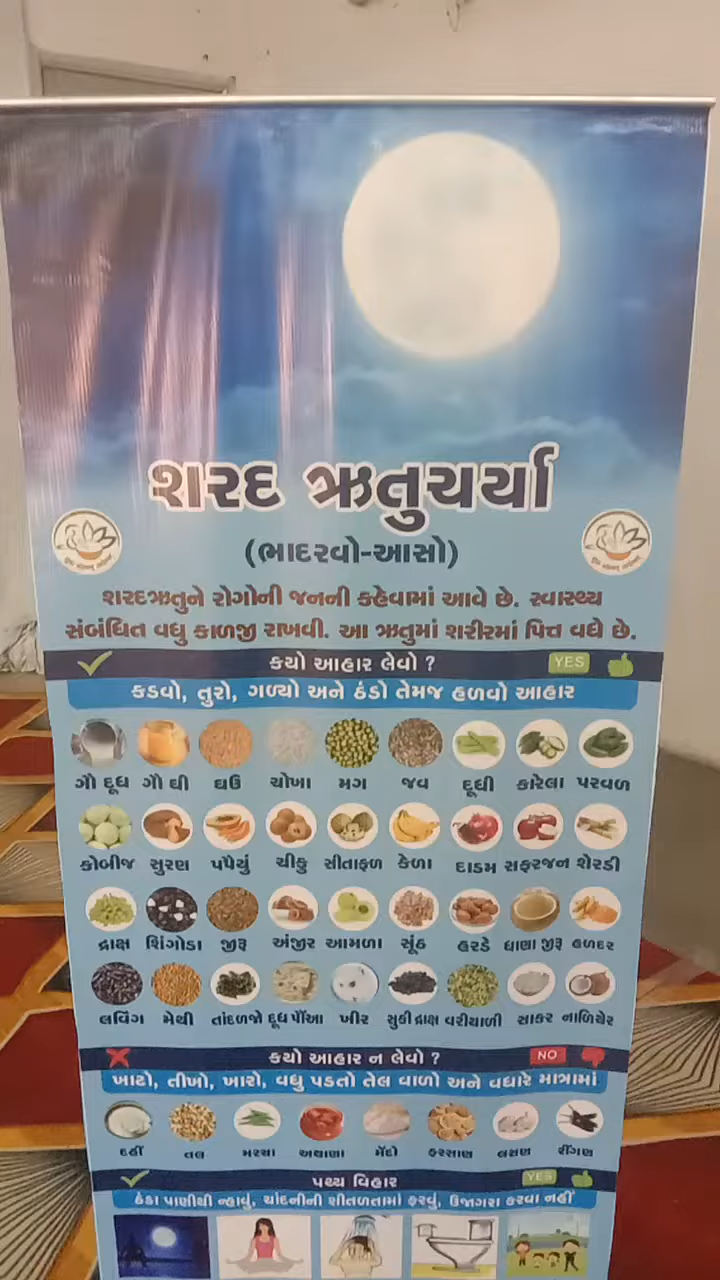 શરદ ઋતુચર્યા
(ભાદરવો-આસો)
શરદઋતુને રોગોની જનની કહેવામાં આવે છે. સ્વાસ્થ્ય
સંબંધિત વધુ કાળજી રાખવી. આ ઋતુમાં શરીરમાં પિત્ત વધે છે.
કયો આહાર લેવો ? YES
કડવો, તુરો, ગળ્યો અને ઠંડો તેમજ હળવો આહાર
ગૌ દૂધ ગૌ ઘી ઘઉં ચોખા મગ જવ દૂધી કારેલા પરવળ
કોબીજ સુરણ પપૈયું ચીકુ સીતાફળ કેળા દાડમ સફરજન શેરડી
દ્રાક્ષ શિંગોડા જીરૂ અંજીર આમળા સૂંઠ હરડે ધાણા જીરૂ હળદર
લવિંગ મેથી તાંદળજો દૂધ પૌંઆ ખીર સુકી દ્રાક્ષ વરીયાળી સાકર નાળિયેર
કયો આહાર ન લેવો ? NO
ખાટો, તીખો, ખારો, વધુ પડતો તેલ વાળો અને વધારે માત્રામાં
દહીં તલ મરચા અથાણા મેંદો ફરસાણ લસણ રીંગણ
પથ્ય વિહાર YES
ઠંડા પાણીથી ન્હાવું, ચાંદનીની શીતળતામાં ફરવું, ઉજાગરા કરવા નહીં